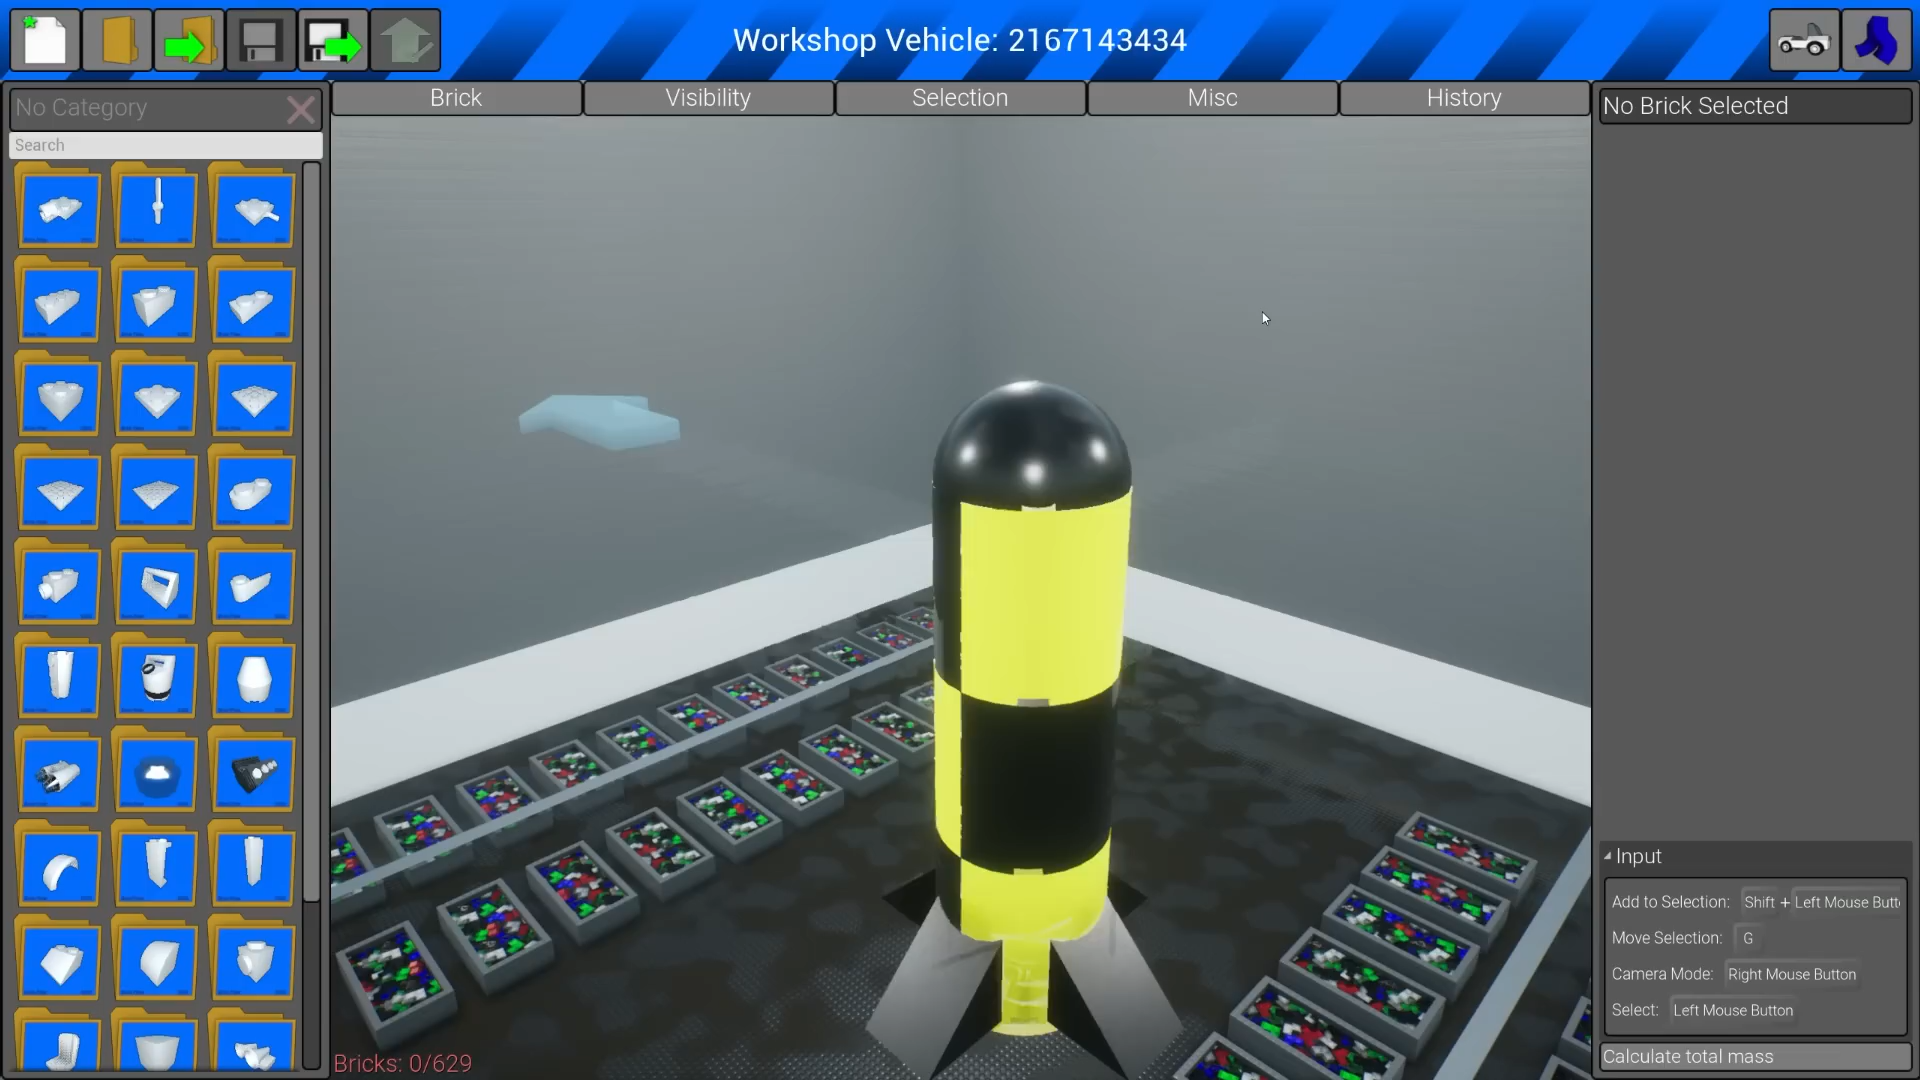 Workshop Vehicle: 2167143434
No Category
Search
Brick
Visibility
Selection
Misc
History
No Brick Selected
Input
Add to Selection: Shift + Left Mouse Butt
Move Selection: G
Camera Mode: Right Mouse Button
Select: Left Mouse Button
Calculate total mass
Bricks: 0/629